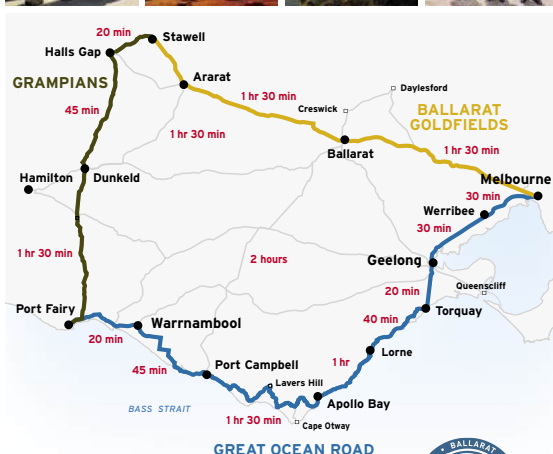 20 min
Stawell
Halls Gap
GRAMPIANS
Ararat
45 min
1 hr 30 min
Daylesford
Creswick
BALLARAT
GOLDFIELDS
1 hr 30 min
Ballarat
1 hr 30 min
Hamilton
Dunkeld
Melbourne
30 min
Werribee
30 min
1 hr 30 min
2 hours
Geelong
20 min
Queenscliff
Port Fairy
Torquay
Warrnambool
40 min
20 min
Lorne
45 min
Port Campbell
1 hr
Lavers Hill
Apollo Bay
BASS STRAIT
1 hr 30 min
Cape Otway
GREAT OCEAN ROAD
BALLARAT